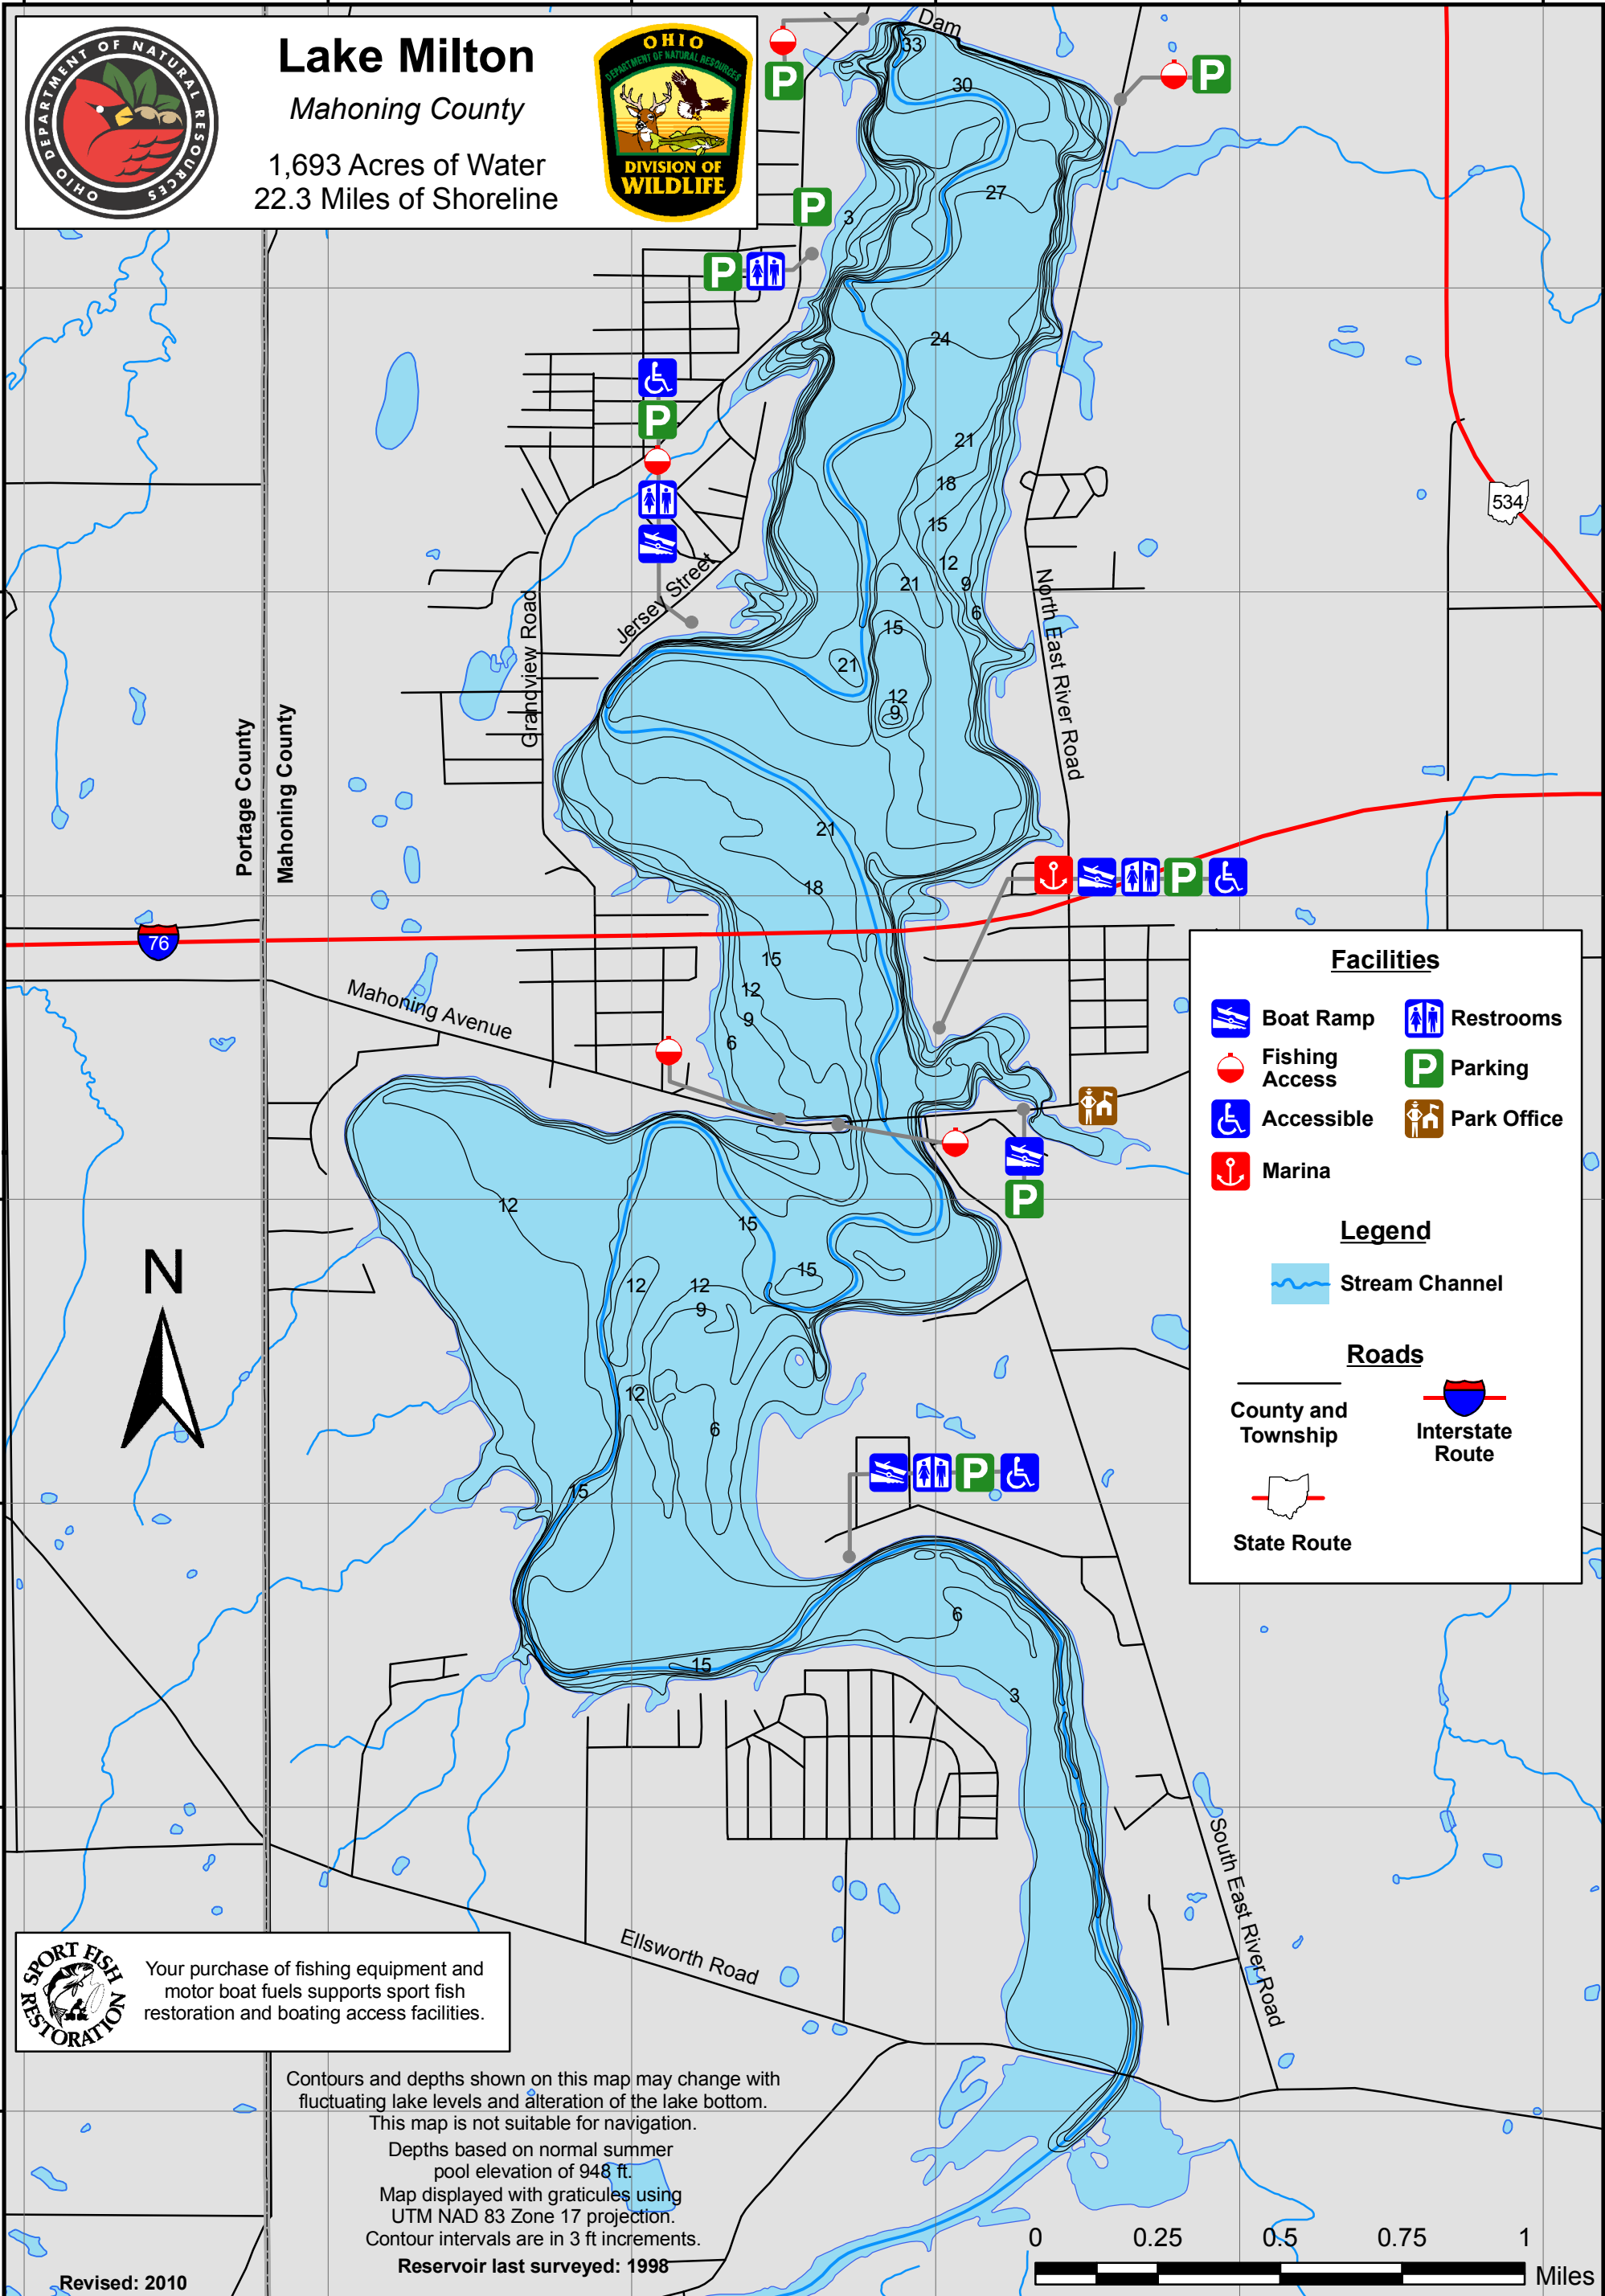 OHIO DEPARTMENT OF NATURAL RESOURCES
Lake Milton
Mahoning County
1,693 Acres of Water
22.3 Miles of Shoreline
OHIO
DEPARTMENT OF NATURAL RESOURCES
DIVISION OF
WILDLIFE
Dam
33
30
P
P
27
P
3
P
24
P
21
18
534
15
12
21
9
6
15
Jersey Street
Grandview Road
North East River Road
21
12
9
Portage County
Mahoning County
21
P
18
76
15
12
9
6
Mahoning Avenue
P
12
15
15
12
12
9
12
6
P
15
6
15
3
N
Facilities
Boat Ramp
Restrooms
Fishing
Access
P
Parking
Accessible
Park Office
Marina
Legend
Stream Channel
Roads
County and
Township
Interstate
Route
State Route
South East River Road
Ellsworth Road
SPORT FISH
RESTORATION
Your purchase of fishing equipment and
motor boat fuels supports sport fish
restoration and boating access facilities.
Contours and depths shown on this map may change with
fluctuating lake levels and alteration of the lake bottom.
This map is not suitable for navigation.
Depths based on normal summer
pool elevation of 948 ft.
Map displayed with graticules using
UTM NAD 83 Zone 17 projection.
Contour intervals are in 3 ft increments.
Reservoir last surveyed: 1998
Revised: 2010
0 0.25 0.5 0.75 1
Miles